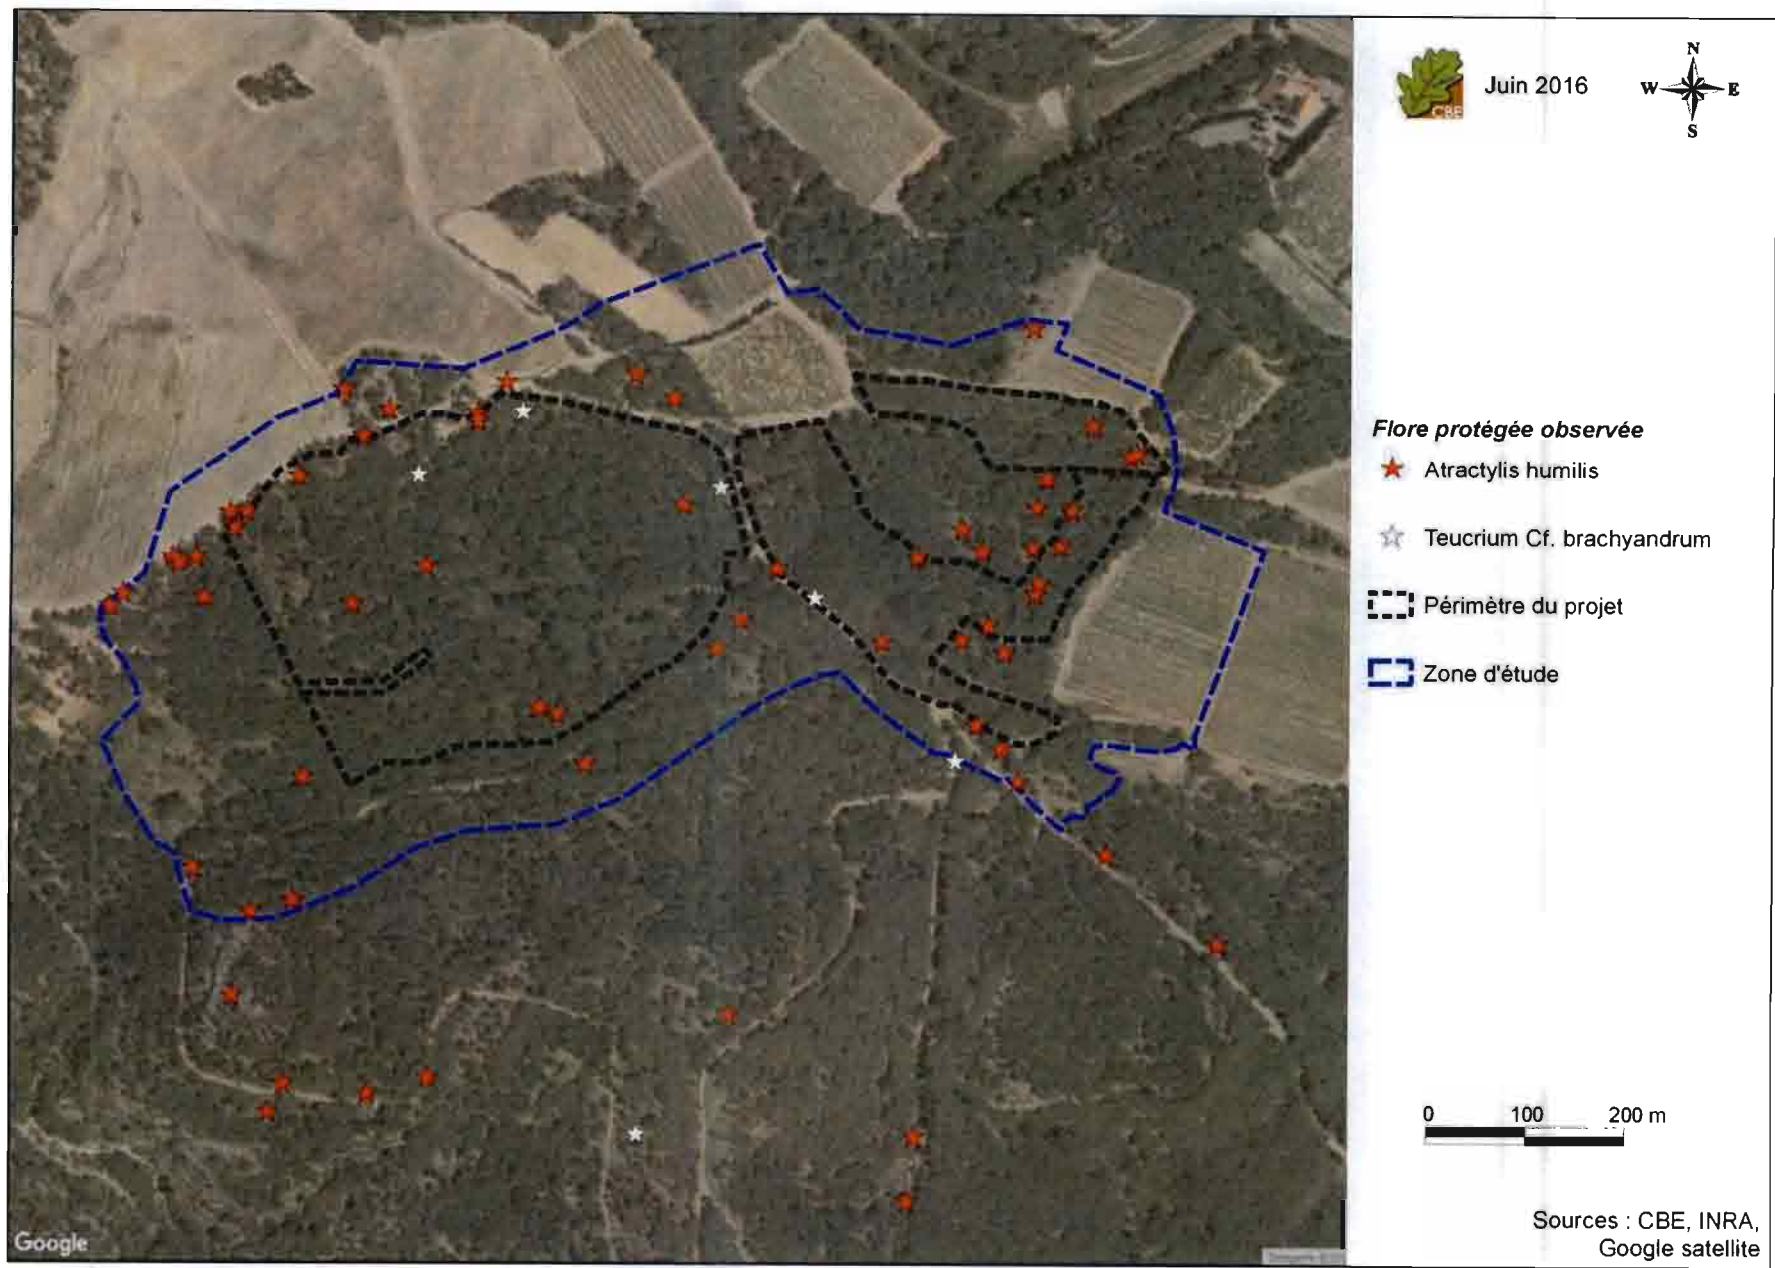 CBE
Juin 2016
N
W E
S
Flore protégée observée
Atractylis humilis
Teucrium Cf. brachyandrum
Périmètre du projet
Zone d'étude
0 100 200 m
Sources : CBE, INRA,
Google satellite
Google